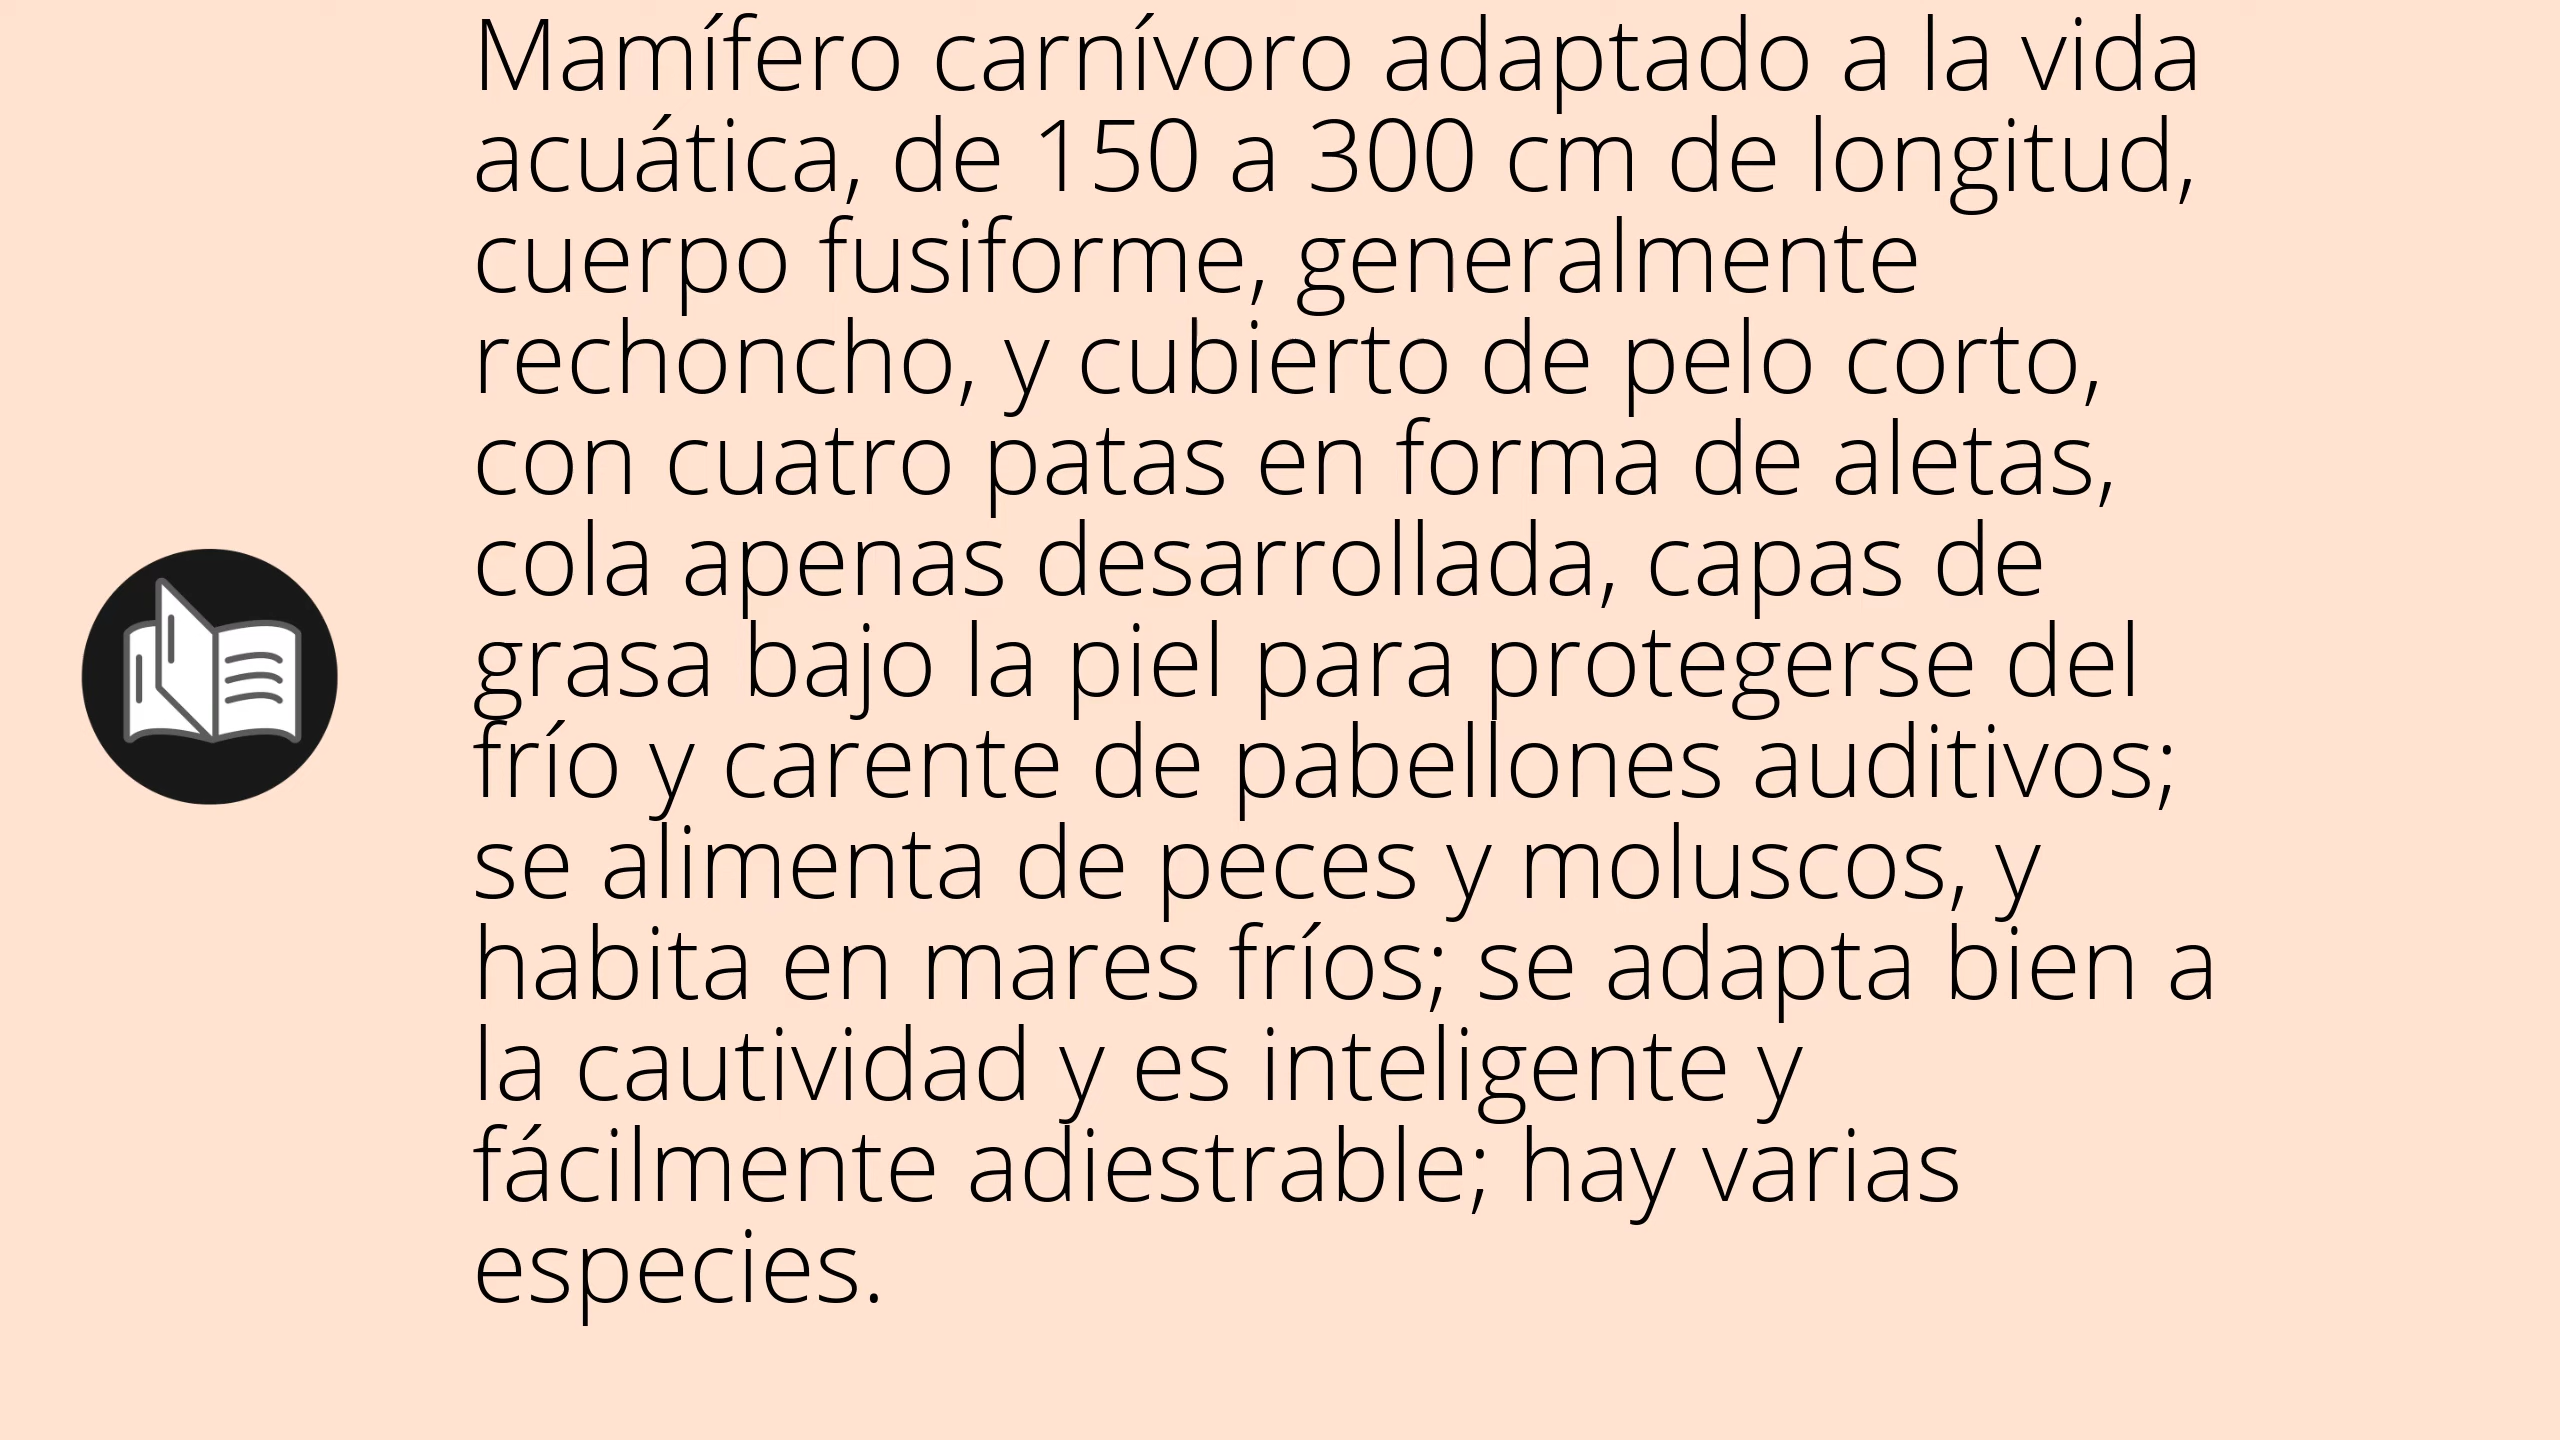 Mamífero carnívoro adaptado a la vida
acuática, de 150 a 300 cm de longitud,
cuerpo fusiforme, generalmente
rechoncho, y cubierto de pelo corto,
con cuatro patas en forma de aletas,
cola apenas desarrollada, capas de
grasa bajo la piel para protegerse del
frío y carente de pabellones auditivos;
se alimenta de peces y moluscos, y
habita en mares fríos; se adapta bien a
la cautividad y es inteligente y
fácilmente adiestrable; hay varias
especies.